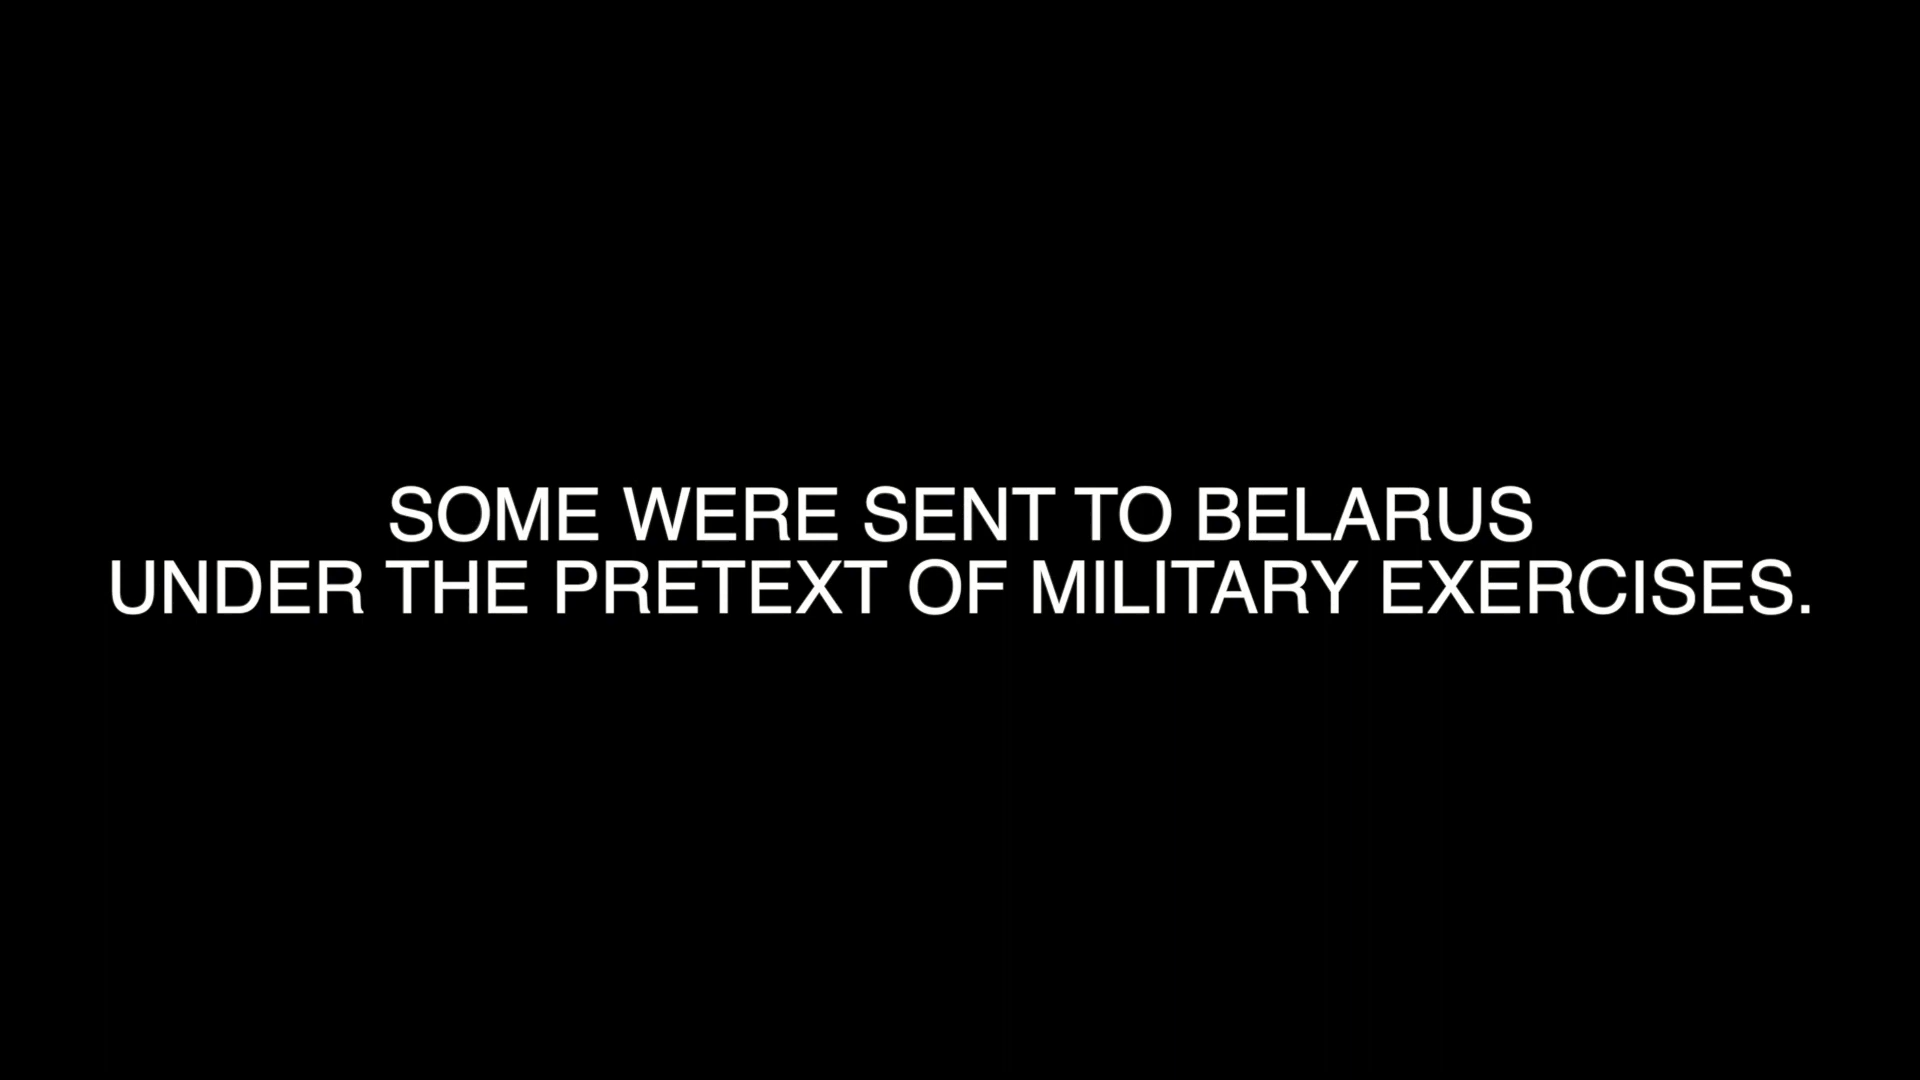 SOME WERE SENT TO BELARUS
UNDER THE PRETEXT OF MILITARY EXERCISES.